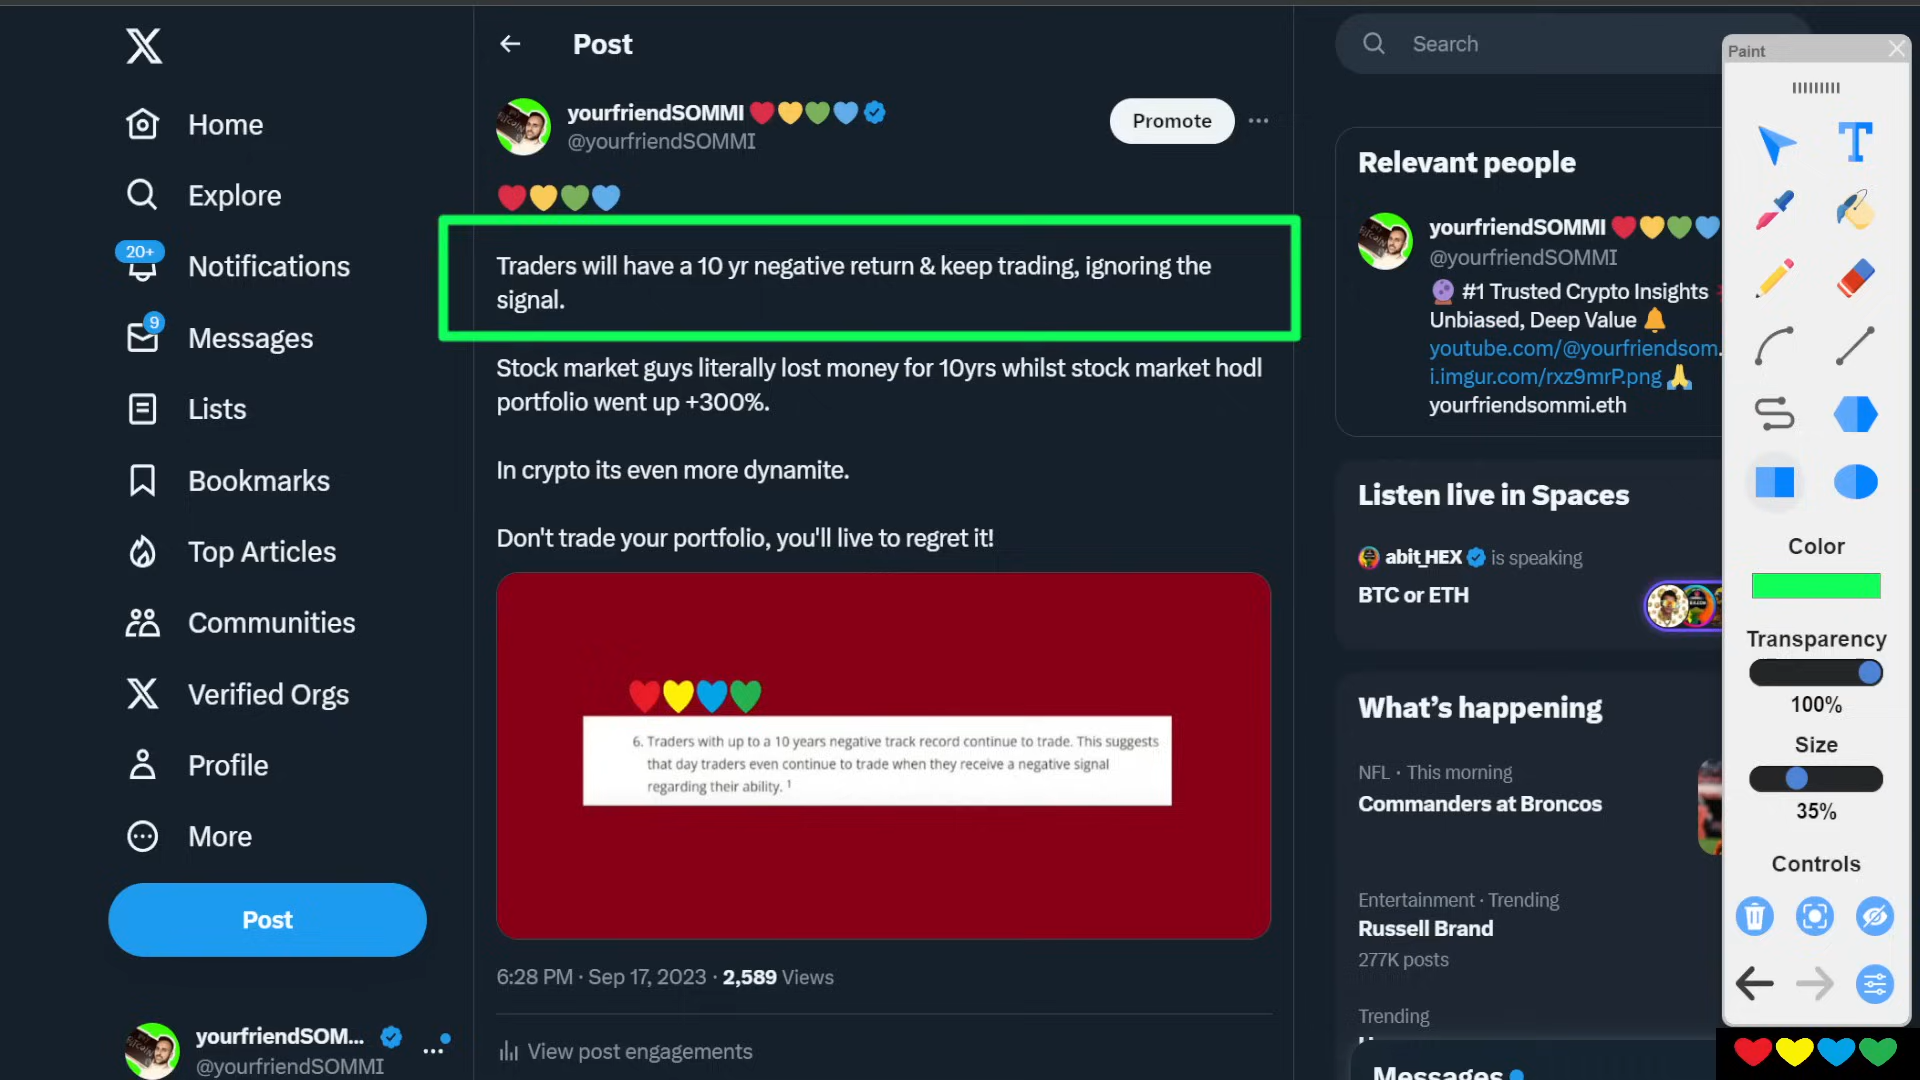 Post
Search
Paint
Home
Explore
20+
Notifications
9
Messages
Lists
Bookmarks
Top Articles
Communities
Verified Orgs
Profile
More
Post
yourfriendSOM...
@yourfriendSOMMI
yourfriendSOMMI
@yourfriendSOMMI
Promote
Traders will have a 10 yr negative return & keep trading, ignoring the
signal.
Stock market guys literally lost money for 10yrs whilst stock market hodl
portfolio went up +300%.
In crypto its even more dynamite.
Don't trade your portfolio, you'll live to regret it!
6. Traders with up to a 10 years negative track record continue to trade. This suggests
that day traders even continue to trade when they receive a negative signal
regarding their ability. 1
6:28 PM · Sep 17, 2023 · 2,589 Views
View post engagements
Relevant people
yourfriendSOMMI
@yourfriendSOMMI
#1 Trusted Crypto Insights
Unbiased, Deep Value
youtube.com/@yourfriendsom.
i.imgur.com/rxz9mrP.png
yourfriendsommi.eth
Listen live in Spaces
abit_HEX is speaking
BTC or ETH
What's happening
NFL · This morning
Commanders at Broncos
Entertainment · Trending
Russell Brand
277K posts
Trending
Messages
Color
Transparency
100%
Size
35%
Controls